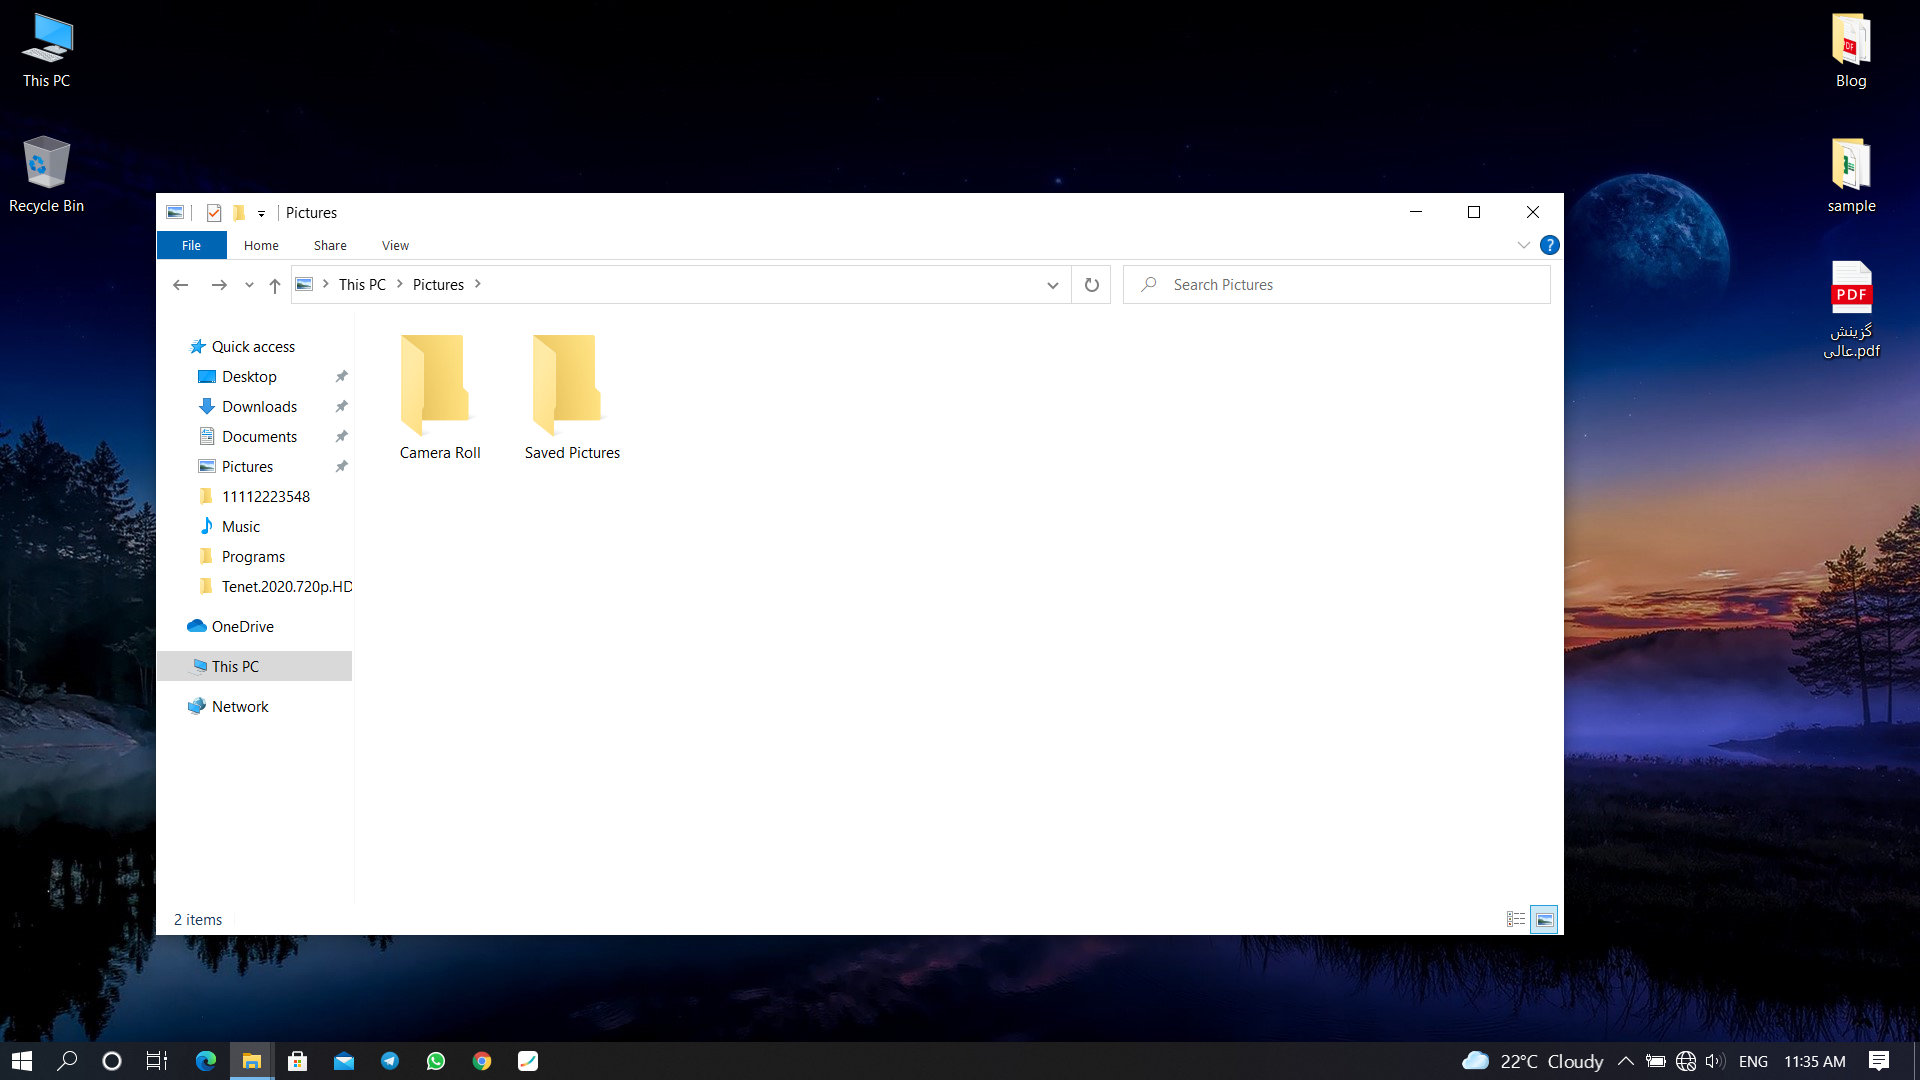 This PC
Recycle Bin
Blog
sample
PDF
گزینش
عالی.pdf
Pictures
File
Home
Share
View
?
This PC
Pictures
Search Pictures
Quick access
Desktop
Downloads
Documents
Pictures
11112223548
Music
Programs
Tenet.2020.720p.HD
OneDrive
This PC
Network
Camera Roll
Saved Pictures
2 items
22°C Cloudy
ENG
11:35 AM